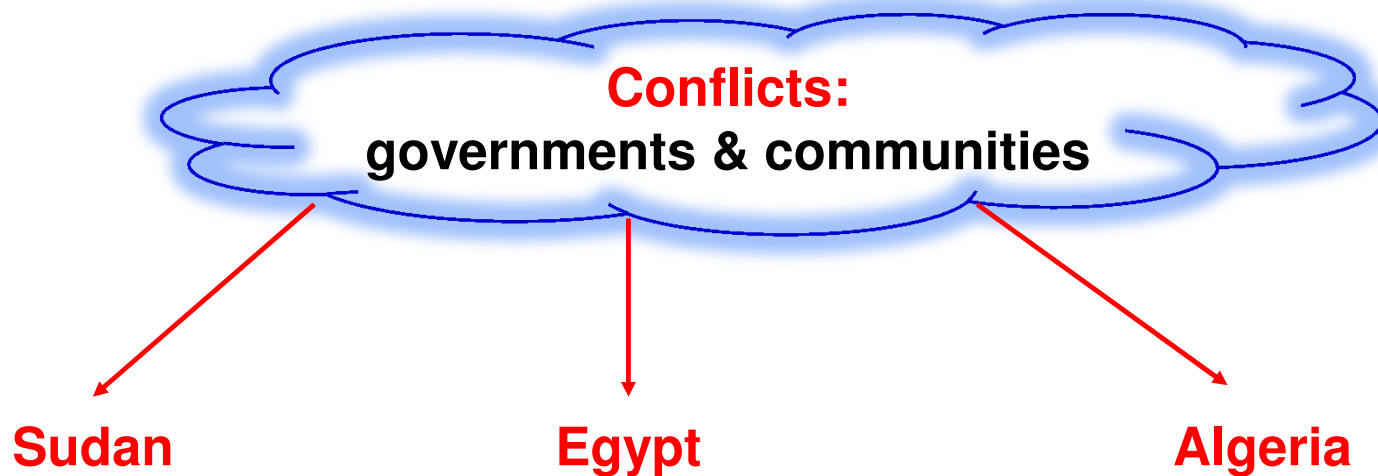 Conflicts:
governments & communities
Sudan
Egypt
Algeria